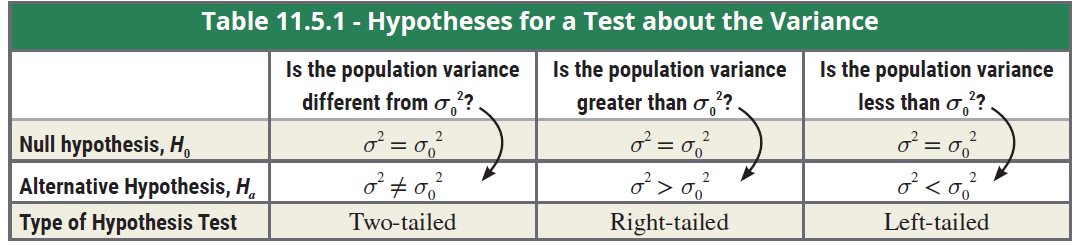 Table 11.5.1 - Hypotheses for a Test about the Variance
Is the population variance different from σ₀²?
Is the population variance greater than σ₀²?
Is the population variance less than σ₀²?
Null hypothesis, H₀ σ² = σ₀² σ² = σ₀² σ² = σ₀²
Alternative Hypothesis, Hₐ σ² ≠ σ₀² σ² > σ₀² σ² < σ₀²
Type of Hypothesis Test Two-tailed Right-tailed Left-tailed